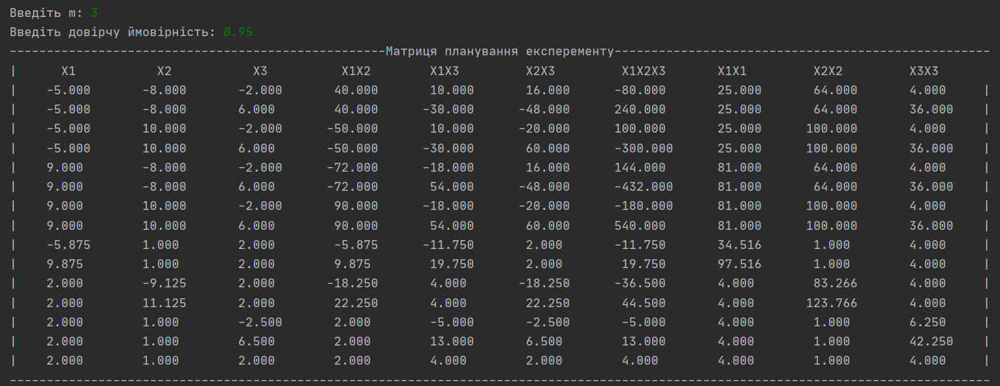 Введіть m: 3
Введіть довірчу ймовірність: 0.95
---------------------------------------------------Матриця планування експеременту---------------------------------------------------
| X1 X2 X3 X1X2 X1X3 X2X3 X1X2X3 X1X1 X2X2 X3X3
| -5.000 -8.000 -2.000 40.000 10.000 16.000 -80.000 25.000 64.000 4.000 |
| -5.000 -8.000 6.000 40.000 -30.000 -48.000 240.000 25.000 64.000 36.000 |
| -5.000 10.000 -2.000 -50.000 10.000 -20.000 100.000 25.000 100.000 4.000 |
| -5.000 10.000 6.000 -50.000 -30.000 60.000 -300.000 25.000 100.000 36.000 |
| 9.000 -8.000 -2.000 -72.000 -18.000 16.000 144.000 81.000 64.000 4.000 |
| 9.000 -8.000 6.000 -72.000 54.000 -48.000 -432.000 81.000 64.000 36.000 |
| 9.000 10.000 -2.000 90.000 -18.000 -20.000 -180.000 81.000 100.000 4.000 |
| 9.000 10.000 6.000 90.000 54.000 60.000 540.000 81.000 100.000 36.000 |
| -5.875 1.000 2.000 -5.875 -11.750 2.000 -11.750 34.516 1.000 4.000 |
| 9.875 1.000 2.000 9.875 19.750 2.000 19.750 97.516 1.000 4.000 |
| 2.000 -9.125 2.000 -18.250 4.000 -18.250 -36.500 4.000 83.266 4.000 |
| 2.000 11.125 2.000 22.250 4.000 22.250 44.500 4.000 123.766 4.000 |
| 2.000 1.000 -2.500 2.000 -5.000 -2.500 -5.000 4.000 1.000 6.250 |
| 2.000 1.000 6.500 2.000 13.000 6.500 13.000 4.000 1.000 42.250 |
| 2.000 1.000 2.000 2.000 4.000 2.000 4.000 4.000 1.000 4.000 |
-------------------------------------------------------------------------------------------------------------------------------------